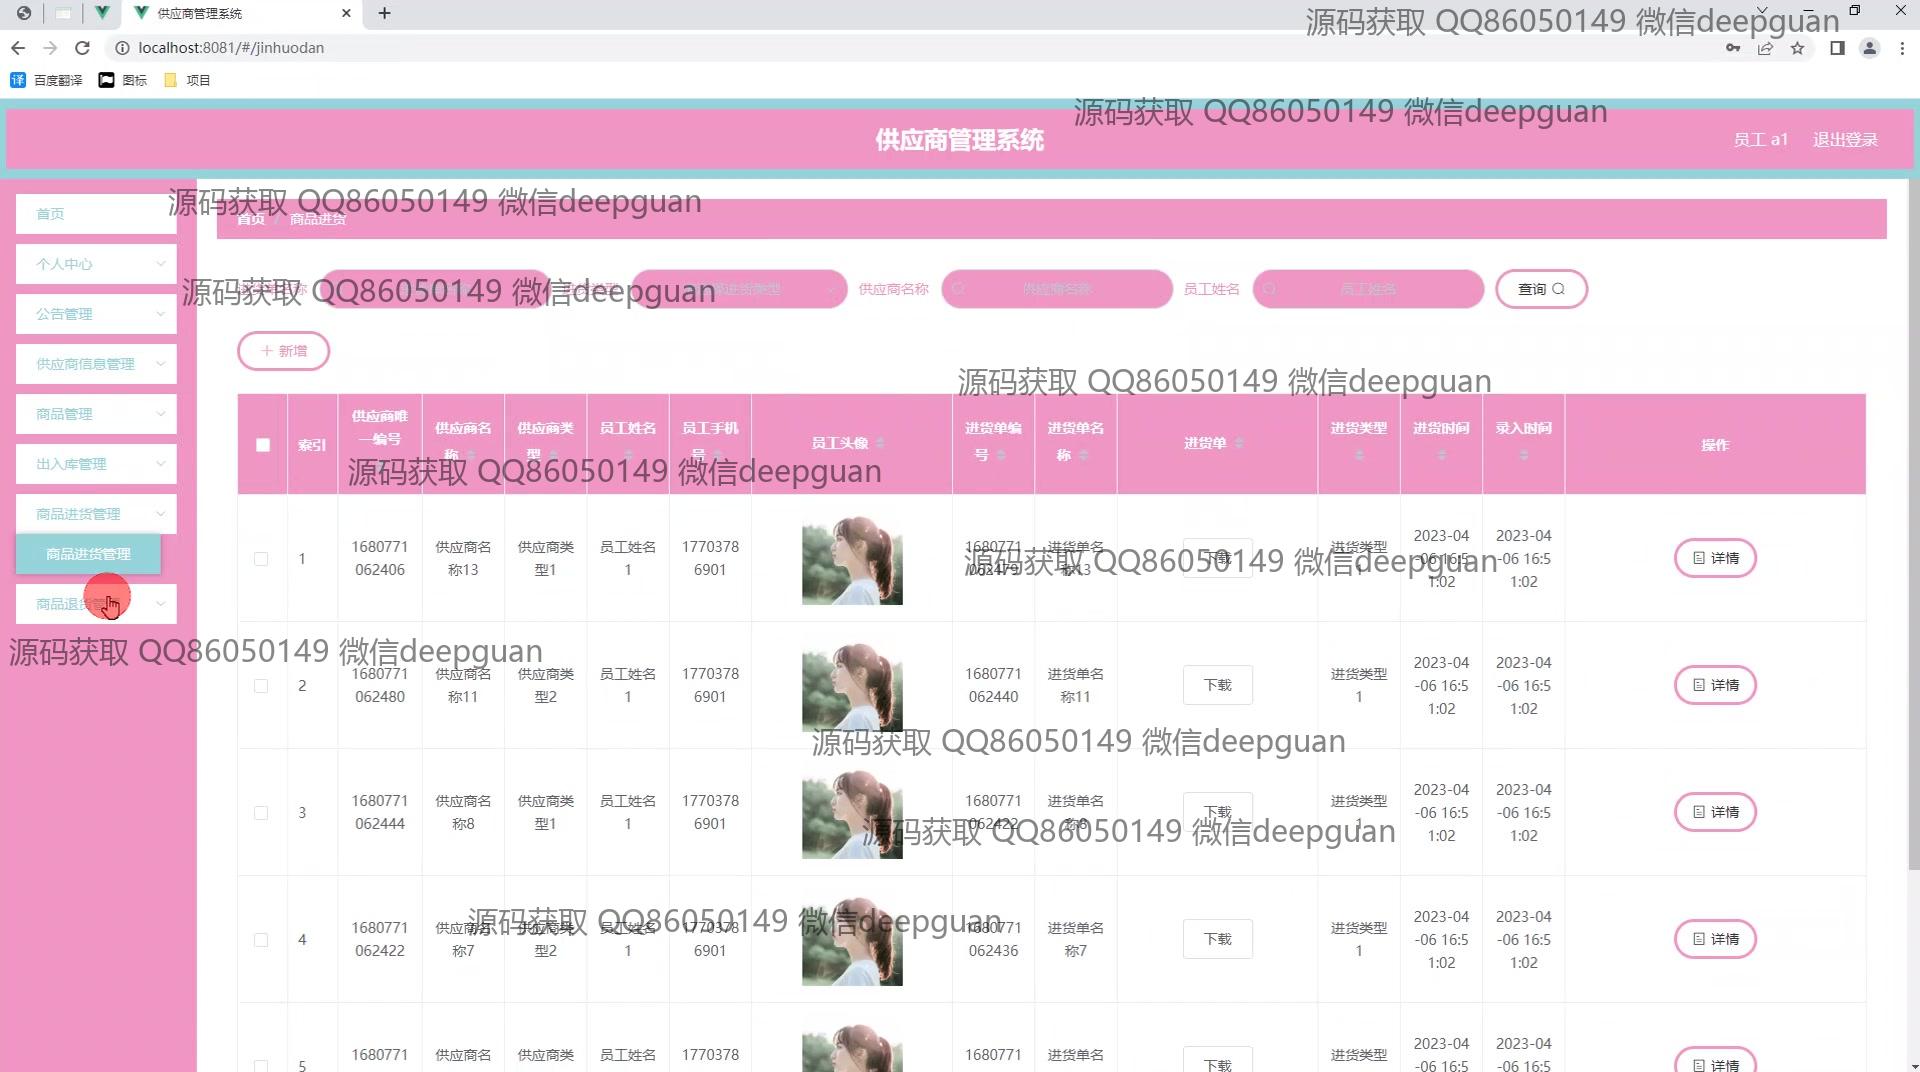 供应商管理系统
源码获取 QQ86050149 微信deepguan
localhost:8081/#/jinhuodan
百度翻译
图标
项目
源码获取 QQ86050149 微信deepguan
供应商管理系统
员工 a1
退出登录
首页
源码获取 QQ86050149 微信deepguan
首页 / 商品进货
个人中心
源码获取 QQ86050149 微信deepguan
供应商名称
供应商名称
员工姓名
员工姓名
查询
公告管理
供应商信息管理
+ 新增
源码获取 QQ86050149 微信deepguan
商品管理
出入库管理
商品进货管理
商品进货管理
商品退货管理
索引
供应商唯一编号
供应商名称
供应商类型
员工姓名
员工手机号
员工头像
进货单编号
进货单名称
进货单
进货类型
进货时间
录入时间
操作
源码获取 QQ86050149 微信deepguan
1
1680771062406
供应商名称13
供应商类型1
员工姓名1
17703786901
1680771062479
进货单名称13
下载
进货类型
2023-04-06 16:51:02
2023-04-06 16:51:02
详情
源码获取 QQ86050149 微信deepguan
源码获取 QQ86050149 微信deepguan
2
1680771062480
供应商名称11
供应商类型2
员工姓名1
17703786901
1680771062440
进货单名称11
下载
进货类型1
2023-04-06 16:51:02
2023-04-06 16:51:02
详情
源码获取 QQ86050149 微信deepguan
3
1680771062444
供应商名称8
供应商类型1
员工姓名1
17703786901
1680771062422
进货单名称8
下载
进货类型1
2023-04-06 16:51:02
2023-04-06 16:51:02
详情
源码获取 QQ86050149 微信deepguan
4
1680771062422
供应商名称7
供应商类型2
员工姓名1
17703786901
1680771062436
进货单名称7
下载
进货类型1
2023-04-06 16:51:02
2023-04-06 16:51:02
详情
源码获取 QQ86050149 微信deepguan
5
1680771
供应商名
供应商类
员工姓名
1770378
1680771
进货单名
下载
进货类型
2023-04-06 16:5
2023-04-06 16:5
详情